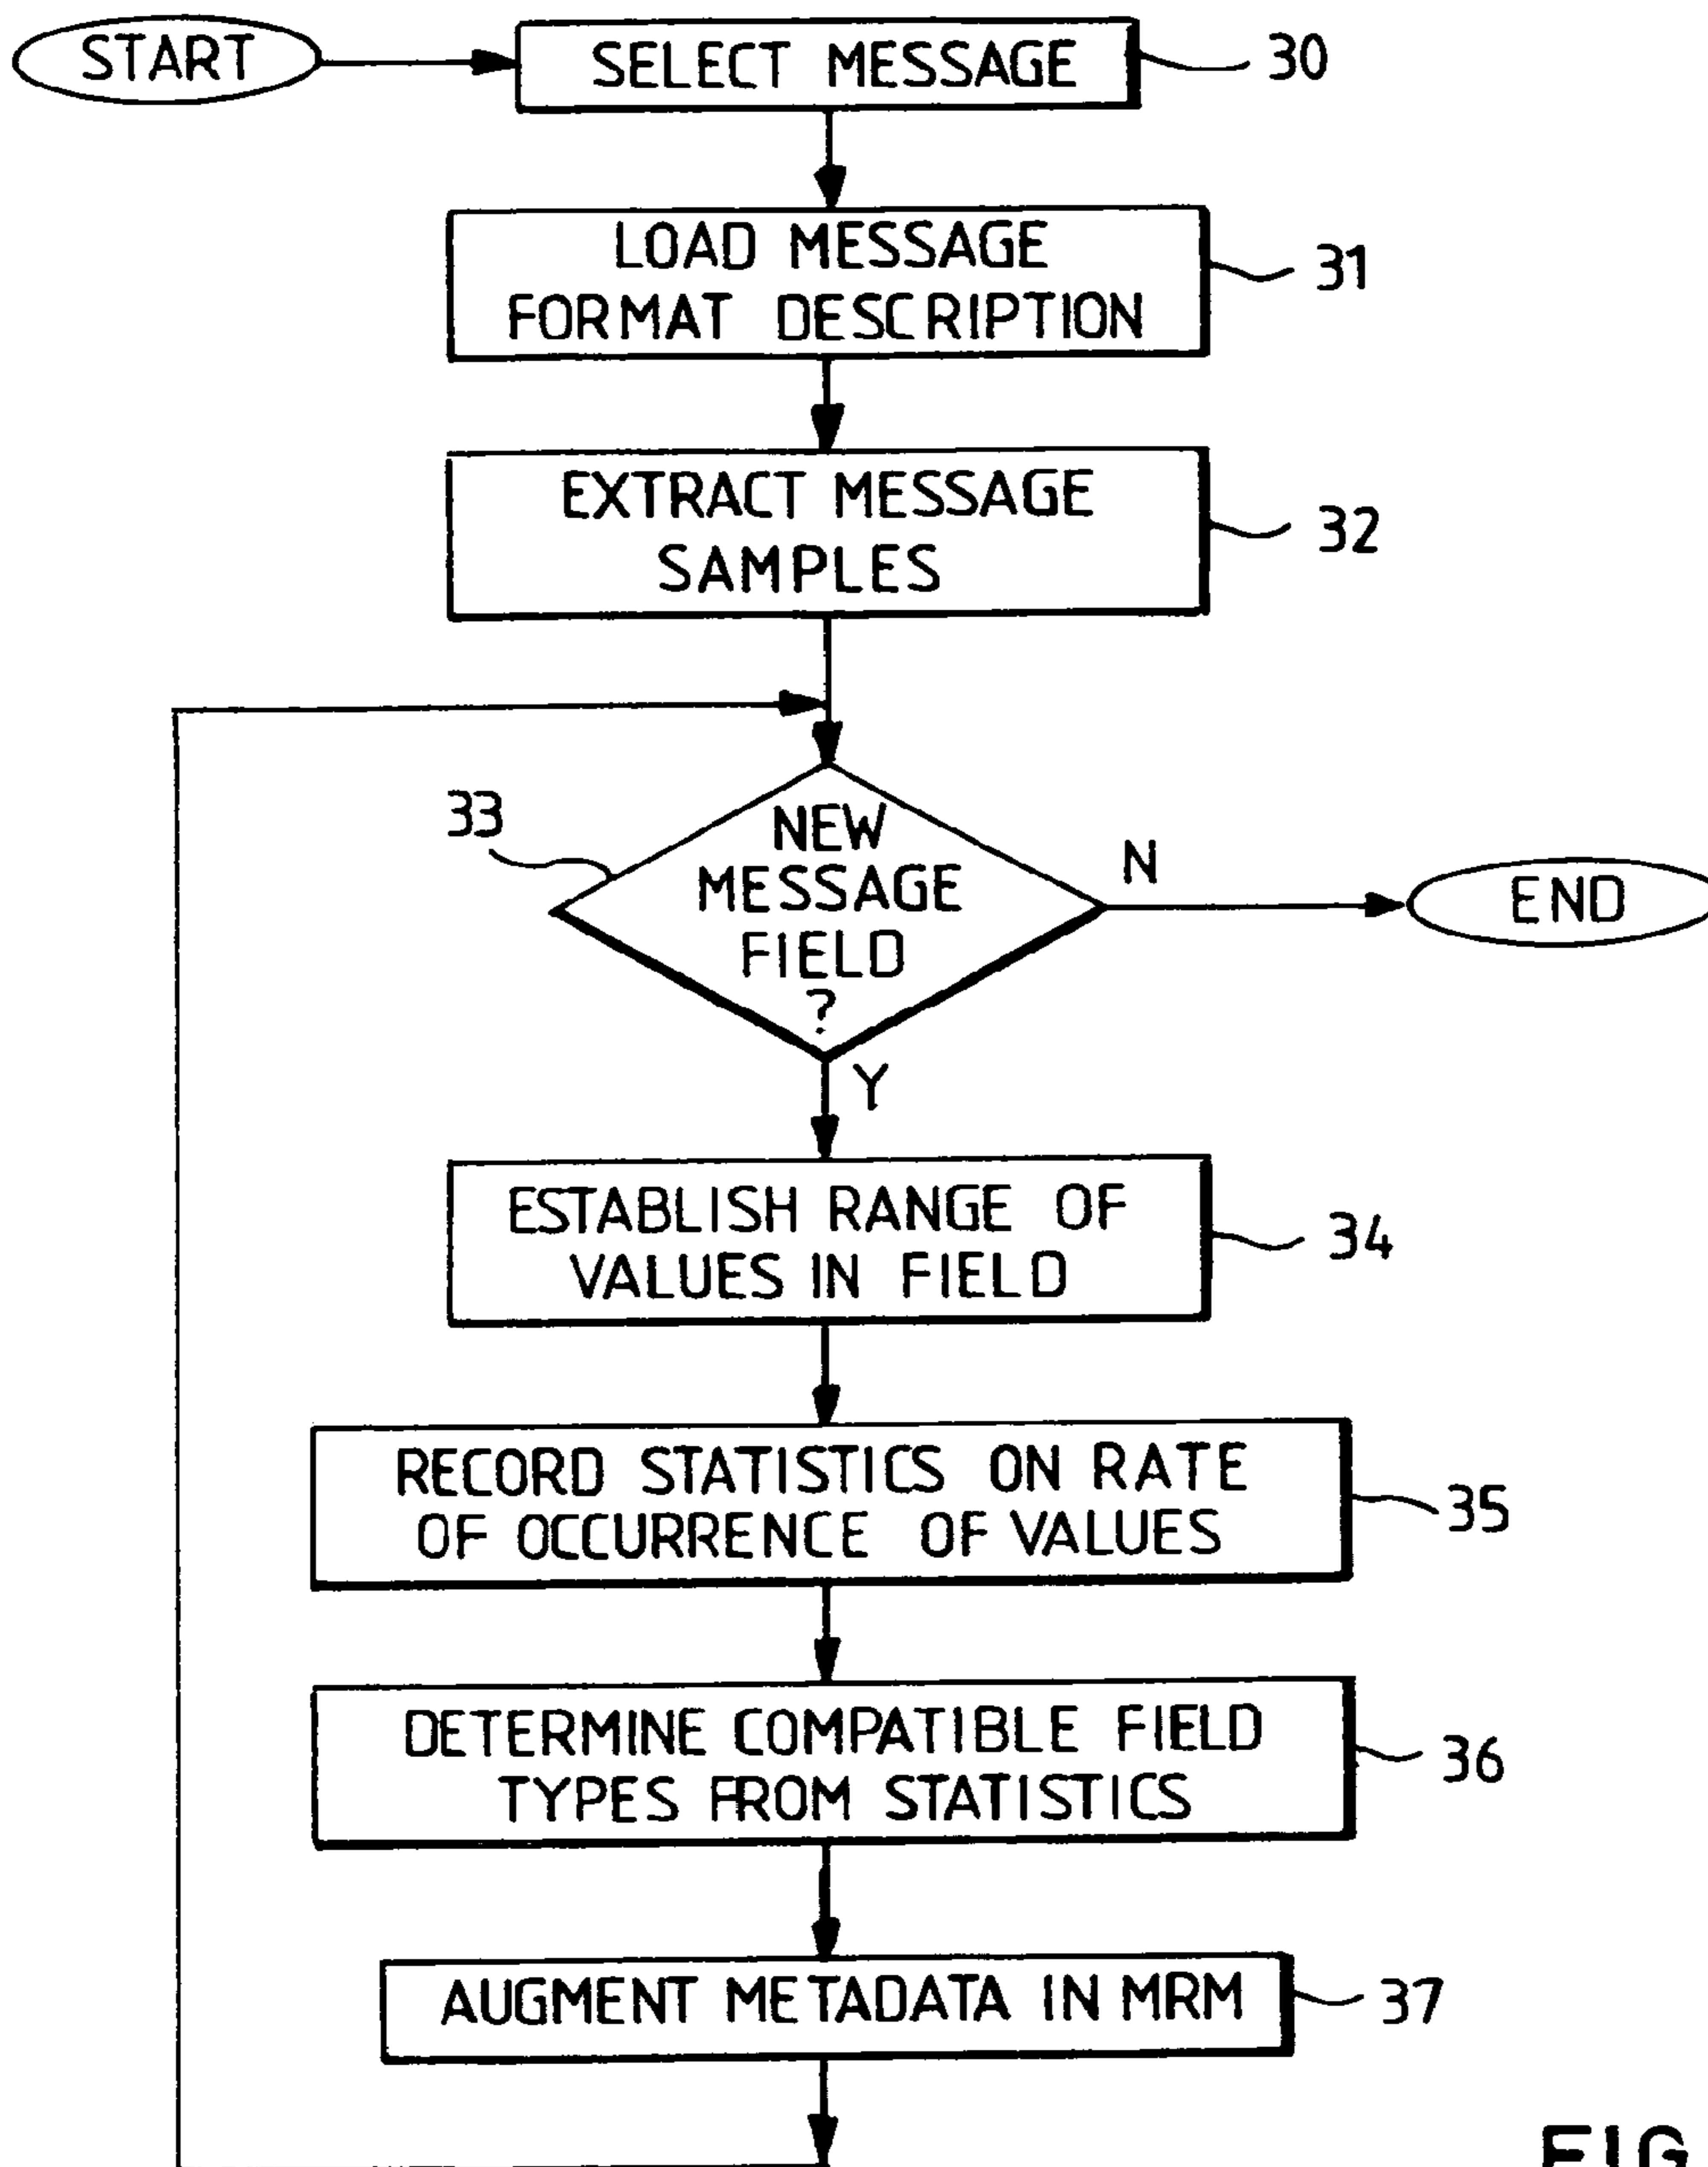 START
SELECT MESSAGE
30
LOAD MESSAGE
FORMAT DESCRIPTION
31
EXTRACT MESSAGE
SAMPLES
32
33
NEW
MESSAGE
FIELD
?
N
END
Y
ESTABLISH RANGE OF
VALUES IN FIELD
34
RECORD STATISTICS ON RATE
OF OCCURRENCE OF VALUES
35
DETERMINE COMPATIBLE FIELD
TYPES FROM STATISTICS
36
AUGMENT METADATA IN MRM
37
FIG